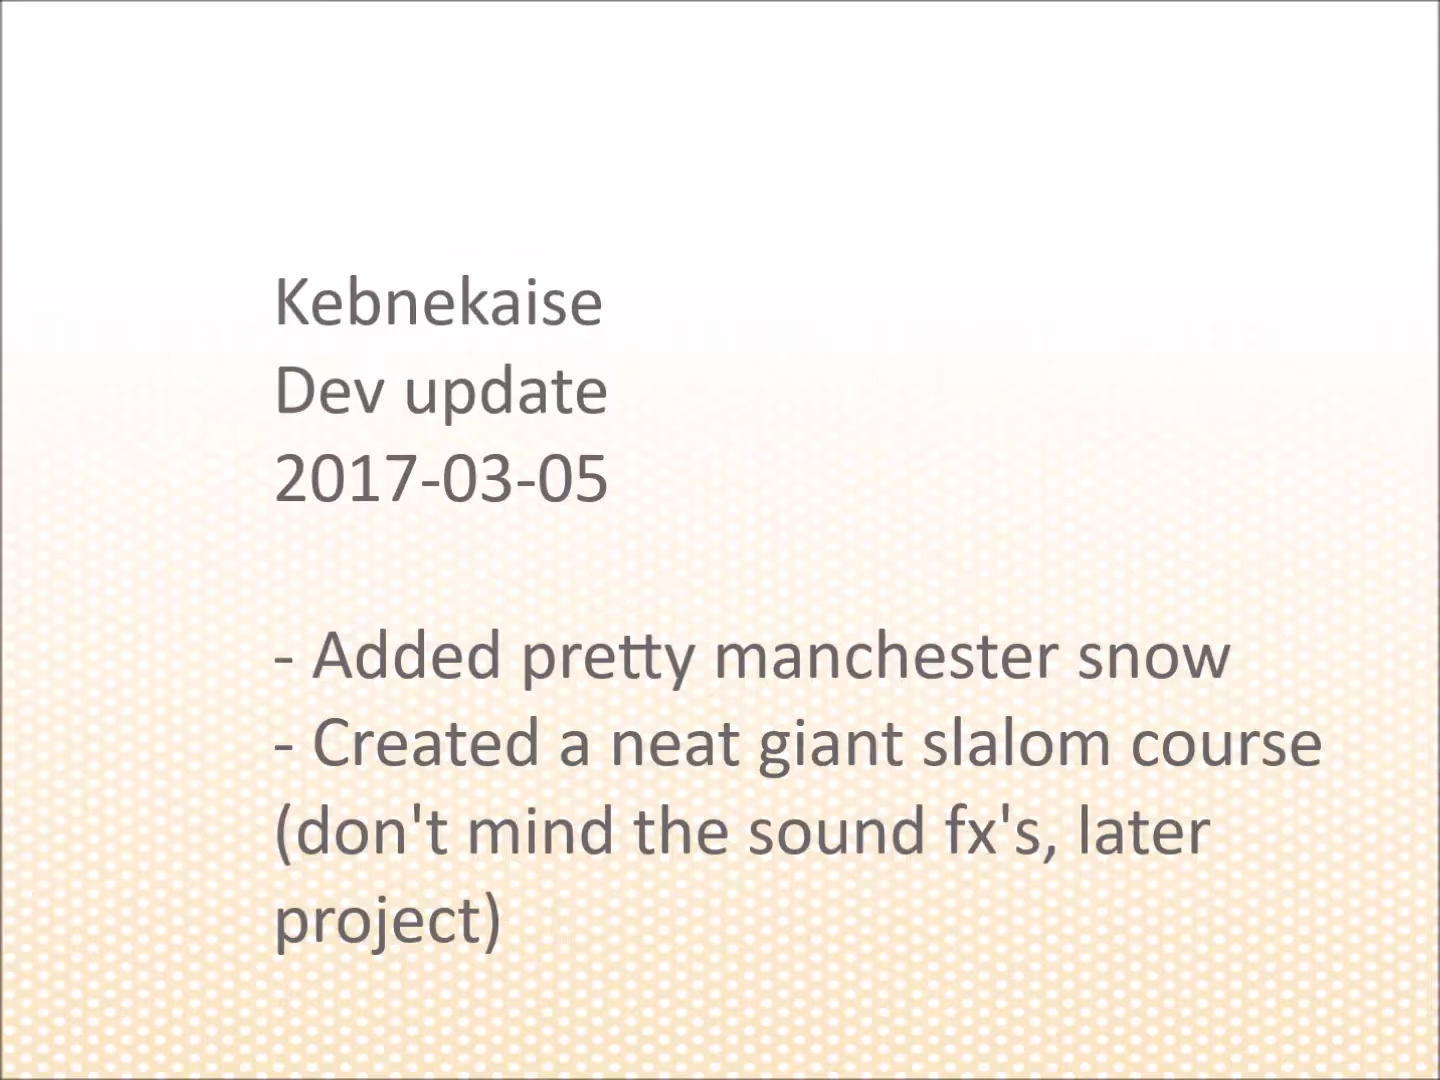 Kebnekaise
Dev update
2017-03-05
- Added pretty manchester snow
- Created a neat giant slalom course
(don't mind the sound fx's, later
project)